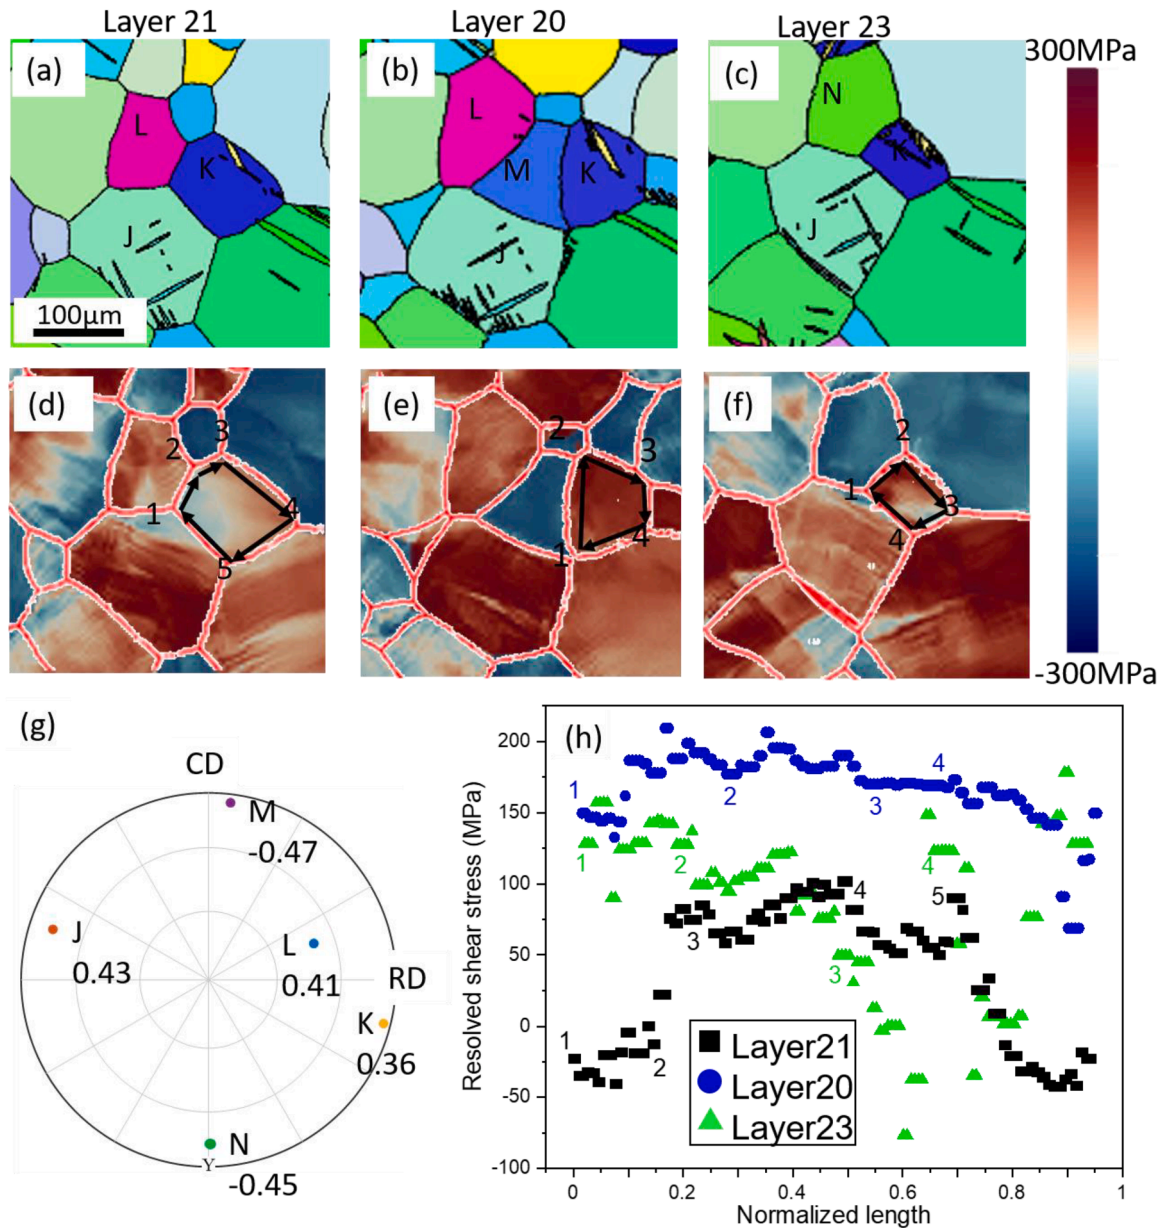 Layer 21
Layer 20
Layer 23
300MPa
(a)
(b)
(c)
L
K
J
100μm
L
M
K
J
N
K
J
(d)
(e)
(f)
2
3
1
4
5
2
3
1
4
2
1
3
4
-300MPa
(g)
CD
M
-0.47
J
0.43
L
0.41
RD
K
0.36
N
Y
-0.45
(h)
Resolved shear stress (MPa)
200
150
100
50
0
-50
-100
1
2
3
4
1
2
3
4
1
2
3
4
5
Layer21
Layer20
Layer23
0
0.2
0.4
0.6
0.8
1
Normalized length